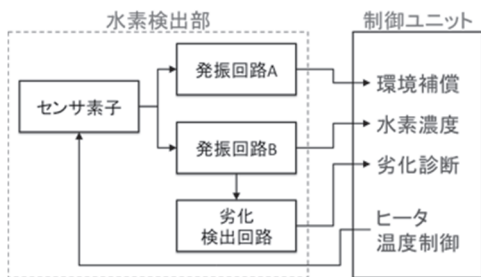 水素検出部
制御ユニット
センサ素子
発振回路A
発振回路B
劣化
検出回路
環境補償
水素濃度
劣化診断
ヒータ
温度制御